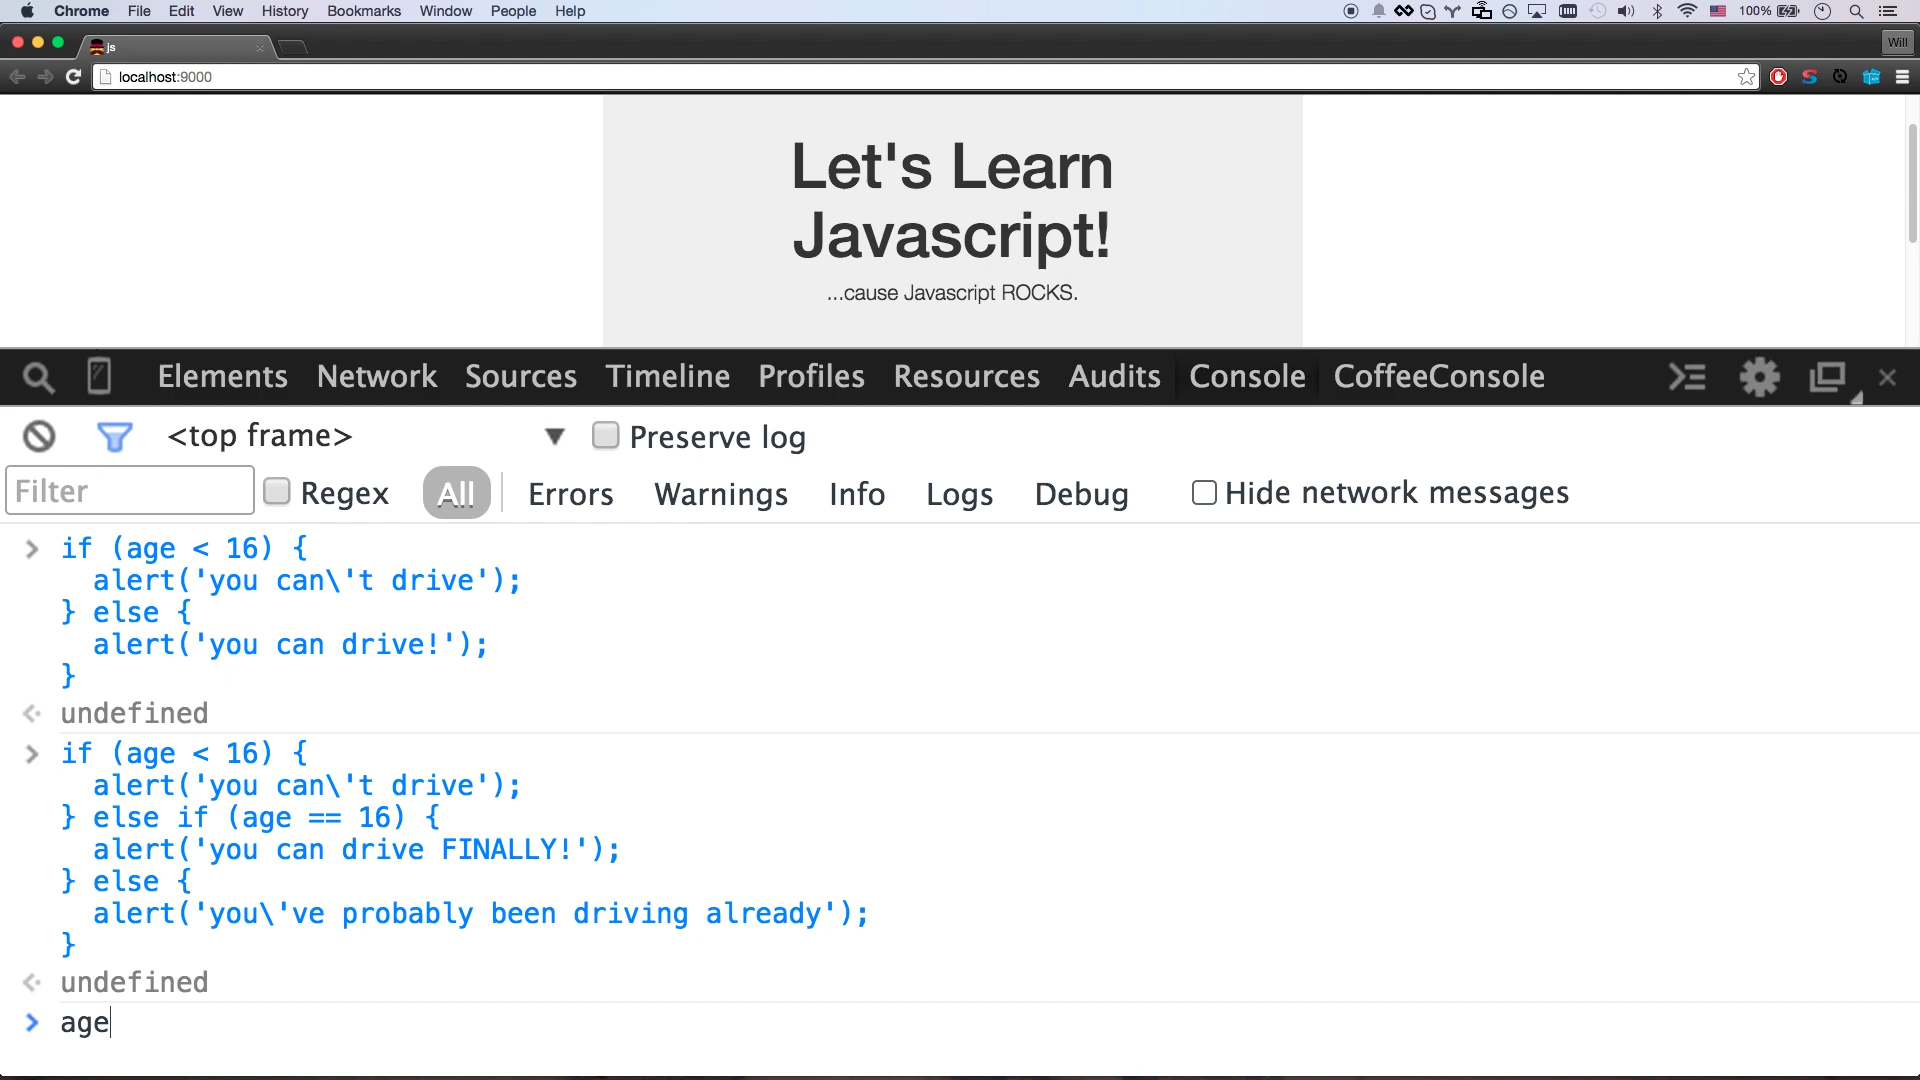 Chrome File Edit View History Bookmarks Window People Help 100%
js Will
localhost:9000
Let's Learn
Javascript!
...cause Javascript ROCKS.
Elements Network Sources Timeline Profiles Resources Audits Console CoffeeConsole
<top frame> Preserve log
Filter Regex All Errors Warnings Info Logs Debug Hide network messages
> if (age < 16) {
alert('you can\'t drive');
} else {
alert('you can drive!');
}
undefined
> if (age < 16) {
alert('you can\'t drive');
} else if (age == 16) {
alert('you can drive FINALLY!');
} else {
alert('you\'ve probably been driving already');
}
undefined
> age